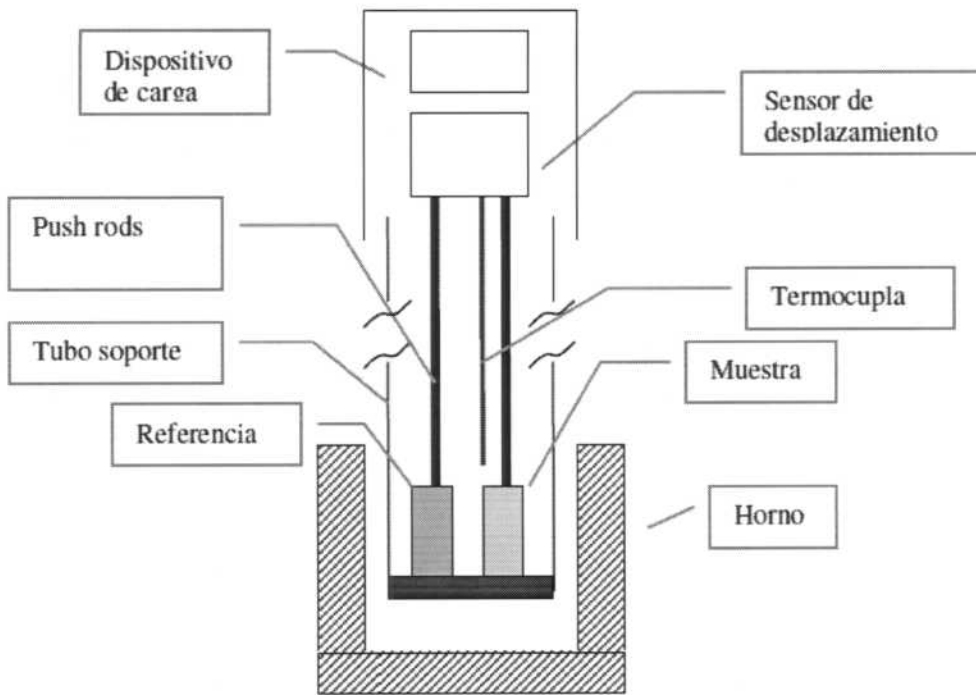 Dispositivo
de carga
Sensor de
desplazamiento
Push rods
Termocupla
Tubo soporte
Muestra
Referencia
Horno